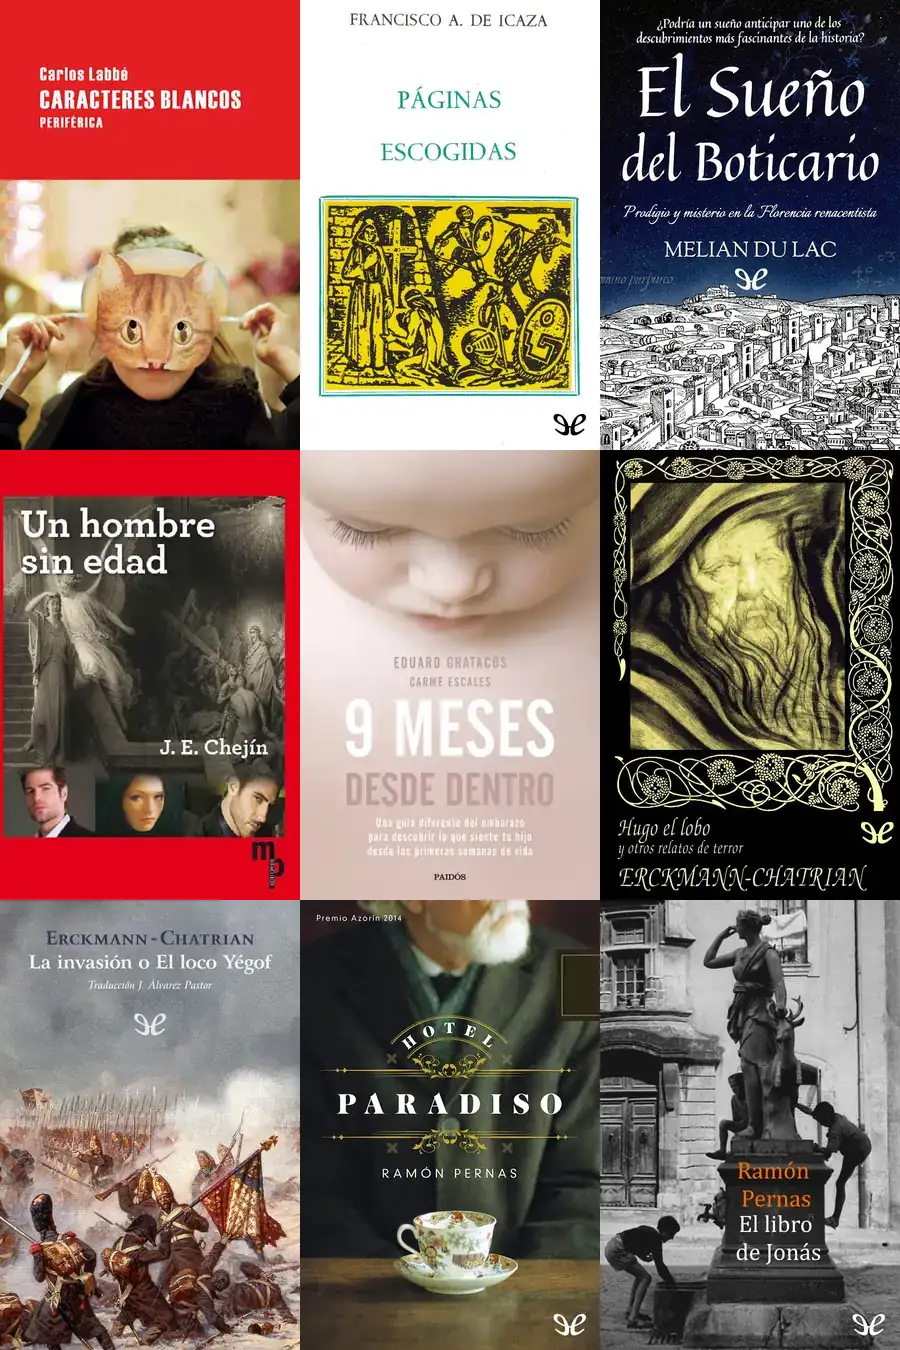 Carlos Labbé
CARACTERES BLANCOS
PERIFÉRICA
FRANCISCO A. DE ICAZA
PÁGINAS
ESCOGIDAS
¿Podría un sueño anticipar uno de los
descubrimientos más fascinantes de la historia?
El Sueño
del Boticario
Prodigio y misterio en la Florencia renacentista
MELIAN DU LAC
Un hombre
sin edad
J. E. Chejín
mp
EDUARD GRATACÒS
CARME ESCALES
9 MESES
DESDE DENTRO
Una guía diferente del embarazo
para descubrir lo que siente tu hijo
desde las primeras semanas de vida
PAIDÓS
Hugo el lobo
y otros relatos de terror
ERCKMANN-CHATRIAN
ERCKMANN-CHATRIAN
La invasión o El loco Yégof
Traducción J. Álvarez Pastor
Premio Azorín 2014
HOTEL
PARADISO
RAMÓN PERNAS
Ramón
Pernas
El libro
de Jonás